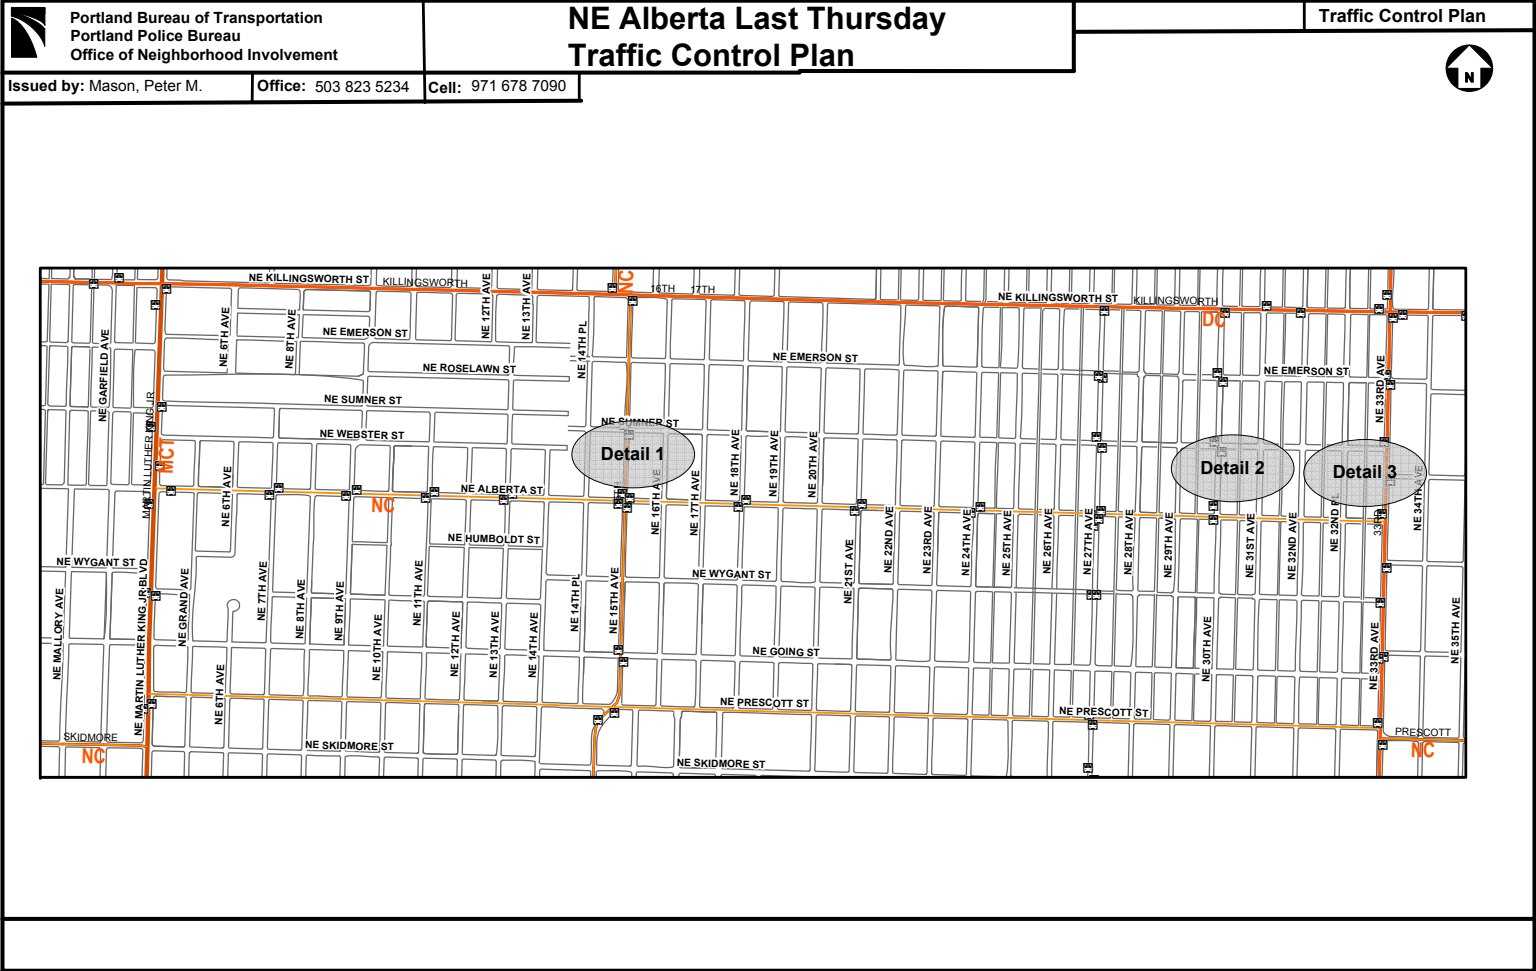 Portland Bureau of Transportation
Portland Police Bureau
Office of Neighborhood Involvement
NE Alberta Last Thursday
Traffic Control Plan
Traffic Control Plan
Issued by: Mason, Peter M.
Office: 503 823 5234
Cell: 971 678 7090
N
NE KILLINGSWORTH ST
KILLINGSWORTH
NE 12TH AVE
NE 13TH AVE
NC
16TH
17TH
NE KILLINGSWORTH ST
KILLINGSWORTH
DC
NE GARFIELD AVE
NE 6TH AVE
NE 8TH AVE
NE EMERSON ST
NE 14TH PL
NE EMERSON ST
NE EMERSON ST
NE 33RD AVE
NE ROSELAWN ST
NE SUMNER ST
NE SUMNER ST
MARTIN LUTHER KING JR
MCT
NE WEBSTER ST
Detail 1
NE 18TH AVE
NE 19TH AVE
NE 20TH AVE
Detail 2
Detail 3
NE 6TH AVE
NC
NE ALBERTA ST
NE 16TH AVE
NE 17TH AVE
NE 34TH AVE
NE 32ND PL
33RD
NE HUMBOLDT ST
NE 21ST AVE
NE 22ND AVE
NE 23RD AVE
NE 24TH AVE
NE 25TH AVE
NE 26TH AVE
NE 27TH AVE
NE 28TH AVE
NE 29TH AVE
NE 31ST AVE
NE 32ND AVE
NE WYGANT ST
NE WYGANT ST
NE MALLORY AVE
NE MARTIN LUTHER KING JR BLVD
NE GRAND AVE
NE 7TH AVE
NE 8TH AVE
NE 9TH AVE
NE 10TH AVE
NE 11TH AVE
NE 12TH AVE
NE 13TH AVE
NE 14TH AVE
NE 14TH PL
NE 15TH AVE
NE 30TH AVE
NE 33RD AVE
NE 35TH AVE
NE GOING ST
NE 6TH AVE
NE PRESCOTT ST
NE PRESCOTT ST
PRESCOTT
NC
SKIDMORE
NC
NE SKIDMORE ST
NE SKIDMORE ST